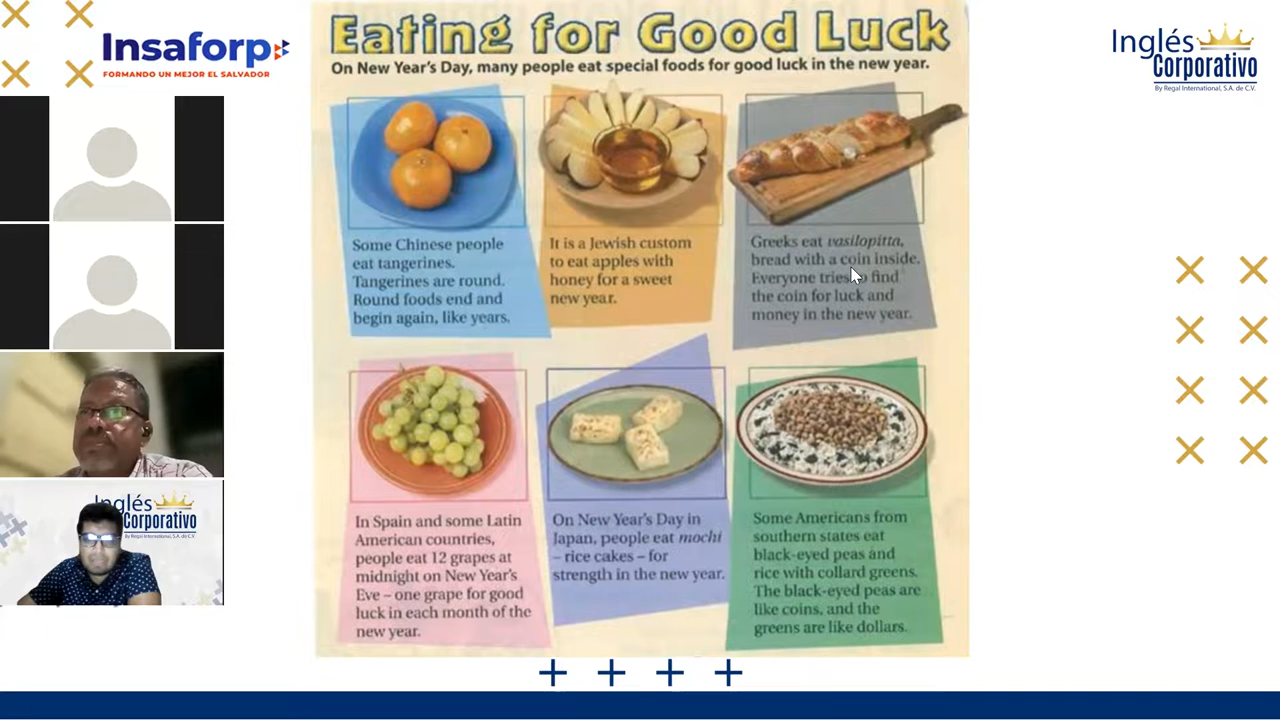 Insaforp
FORMANDO UN MEJOR EL SALVADOR
Inglés
Corporativo
By Regal International, S.A. de C.V.
Eating for Good Luck
On New Year's Day, many people eat special foods for good luck in the new year.
Some Chinese people
eat tangerines.
Tangerines are round.
Round foods end and
begin again, like years.
It is a Jewish custom
to eat apples with
honey for a sweet
new year.
Greeks eat vasilopitta,
bread with a coin inside.
Everyone tries to find
the coin for luck and
money in the new year.
In Spain and some Latin
American countries,
people eat 12 grapes at
midnight on New Year's
Eve – one grape for good
luck in each month of the
new year.
On New Year's Day in
Japan, people eat mochi
– rice cakes – for
strength in the new year.
Some Americans from
southern states eat
black-eyed peas and
rice with collard greens.
The black-eyed peas are
like coins, and the
greens are like dollars.
Inglés
Corporativo
By Regal International, S.A. de C.V.